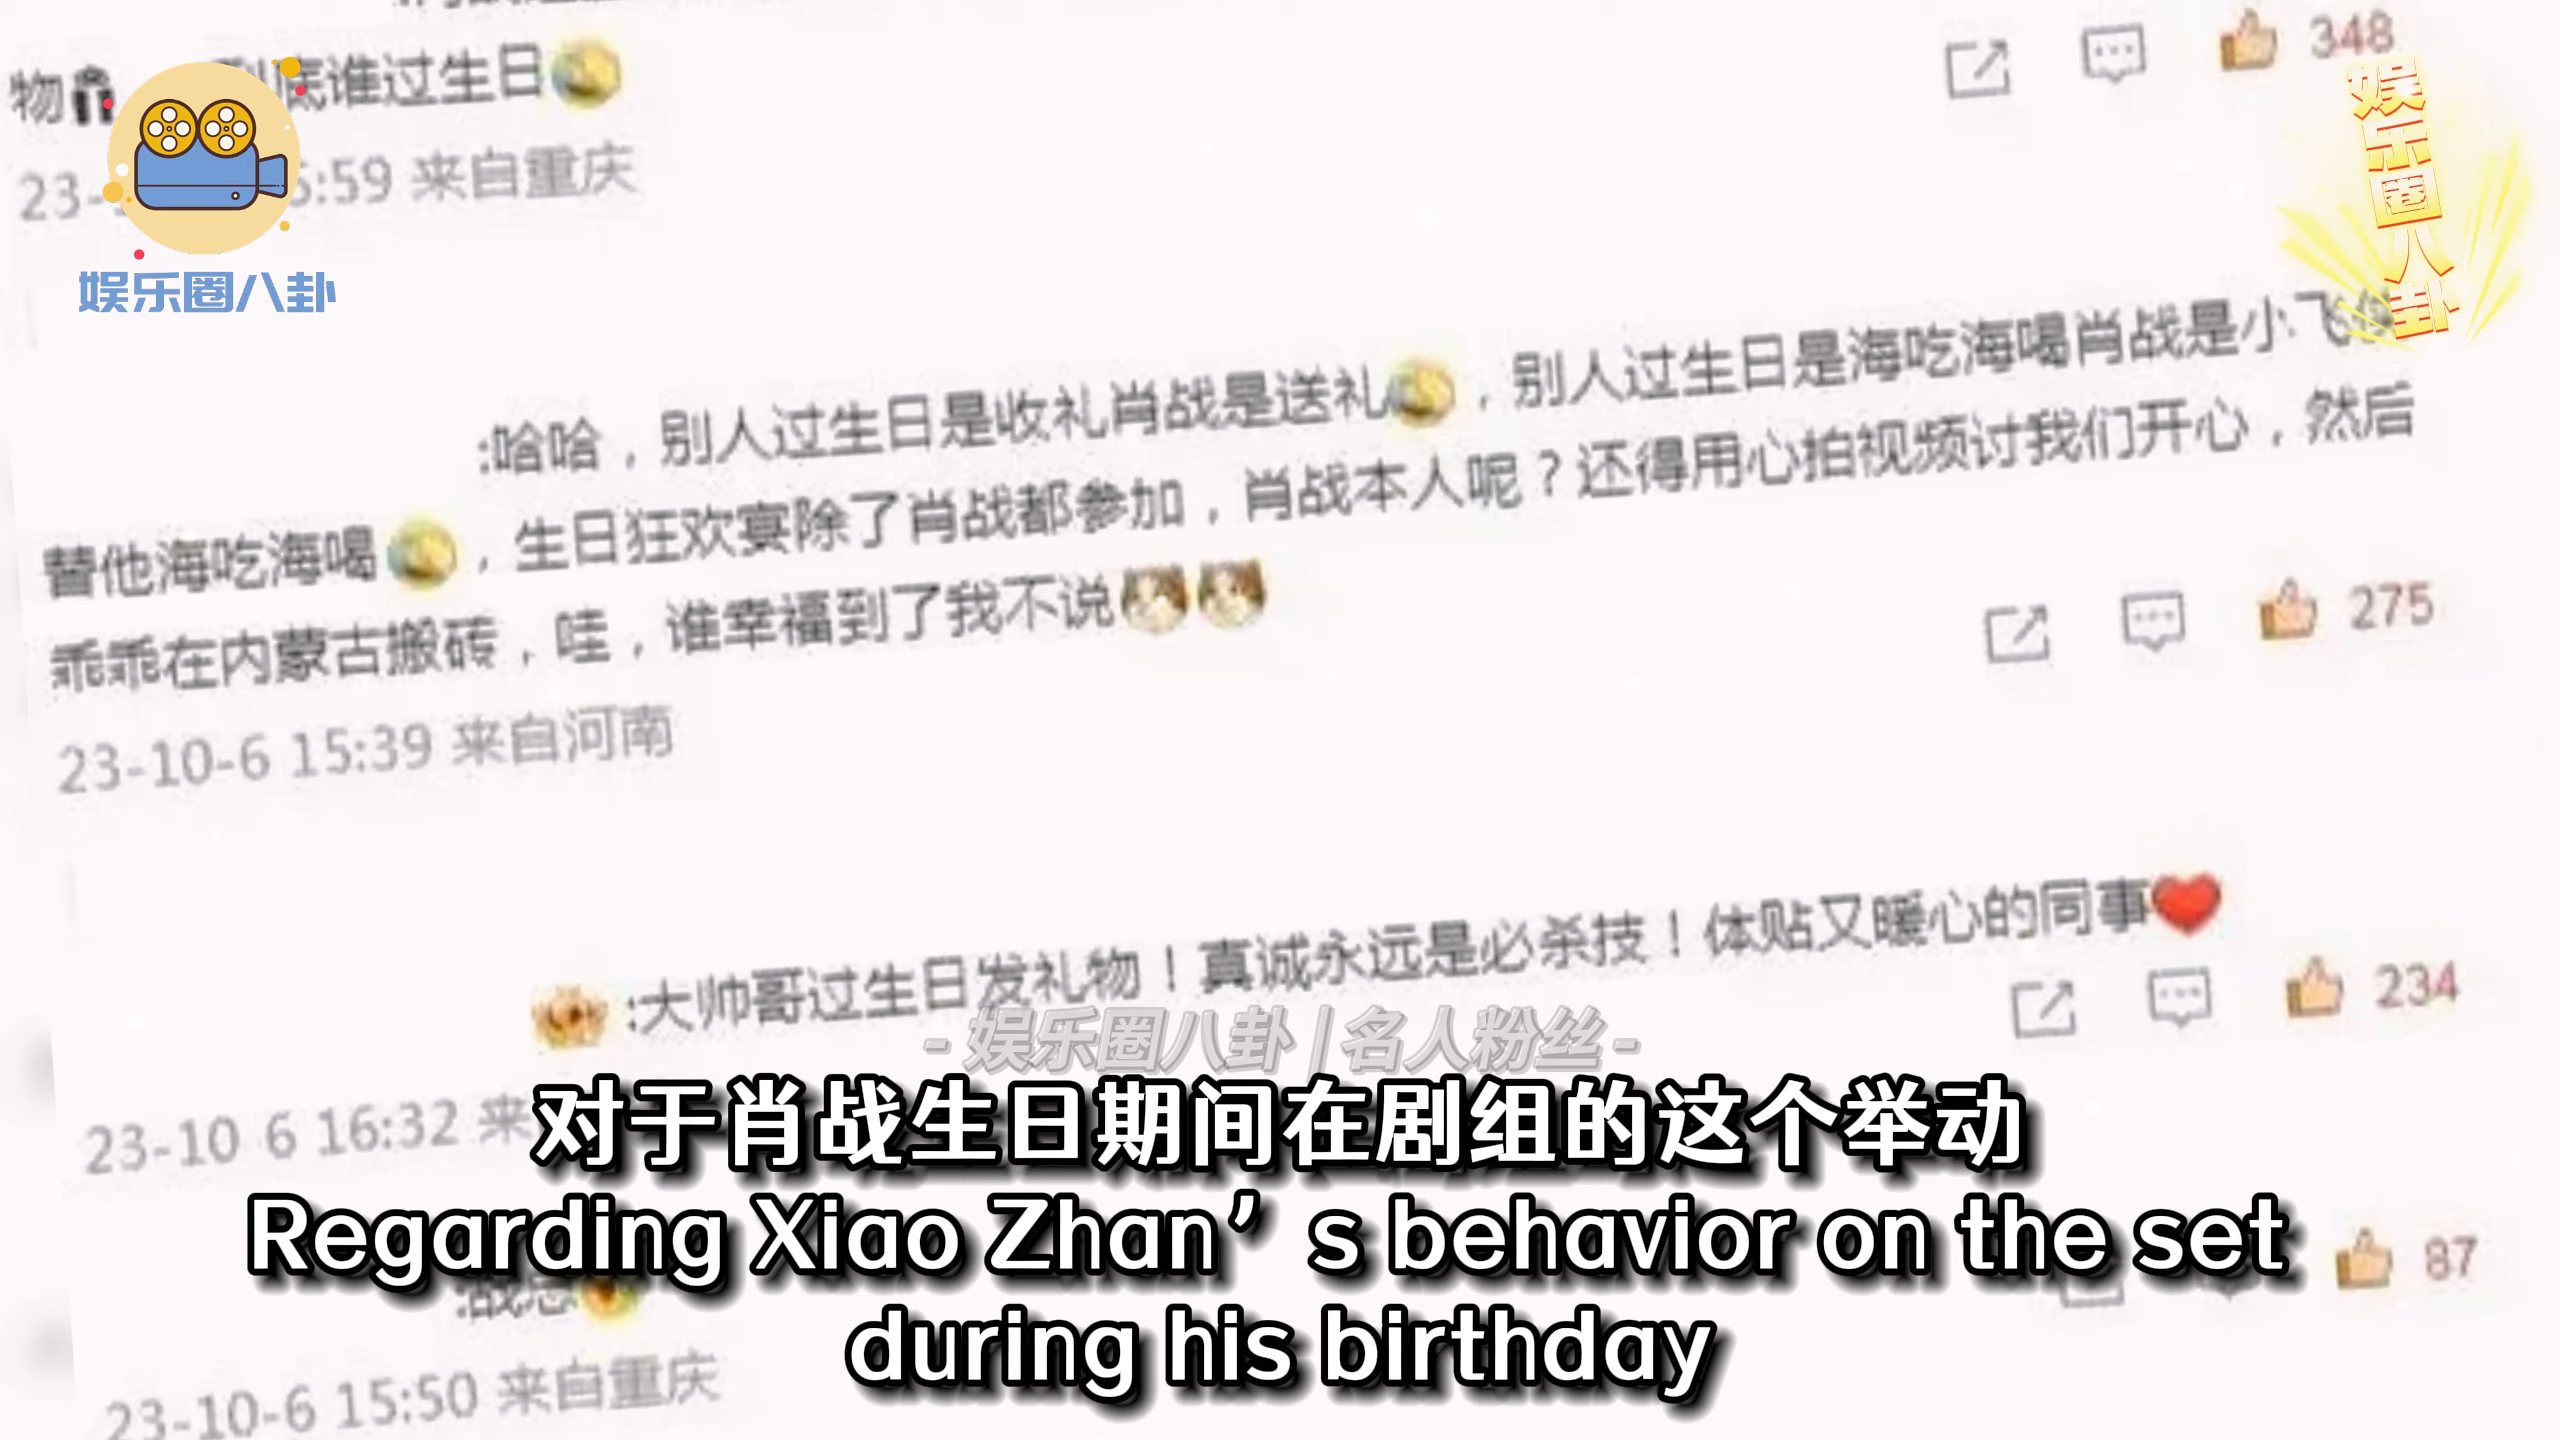 348
物 底谁过生日
23- 5:59 来自重庆
娱乐圈八卦
娱乐圈八卦
:哈哈，别人过生日是收礼肖战是送礼，别人过生日是海吃海喝肖战是小飞
替他海吃海喝，生日狂欢宴除了肖战都参加，肖战本人呢？还得用心拍视频讨我们开心，然后
乖乖在内蒙古搬砖，哇，谁幸福到了我不说
275
23-10-6 15:39 来自河南
:大帅哥过生日发礼物！真诚永远是必杀技！体贴又暖心的同事❤
234
- 娱乐圈八卦 | 名人粉丝 -
23-10 6 16:32 来
对于肖战生日期间在剧组的这个举动
Regarding Xiao Zhan’s behavior on the set
during his birthday
87
23-10-6 15:50 来自重庆